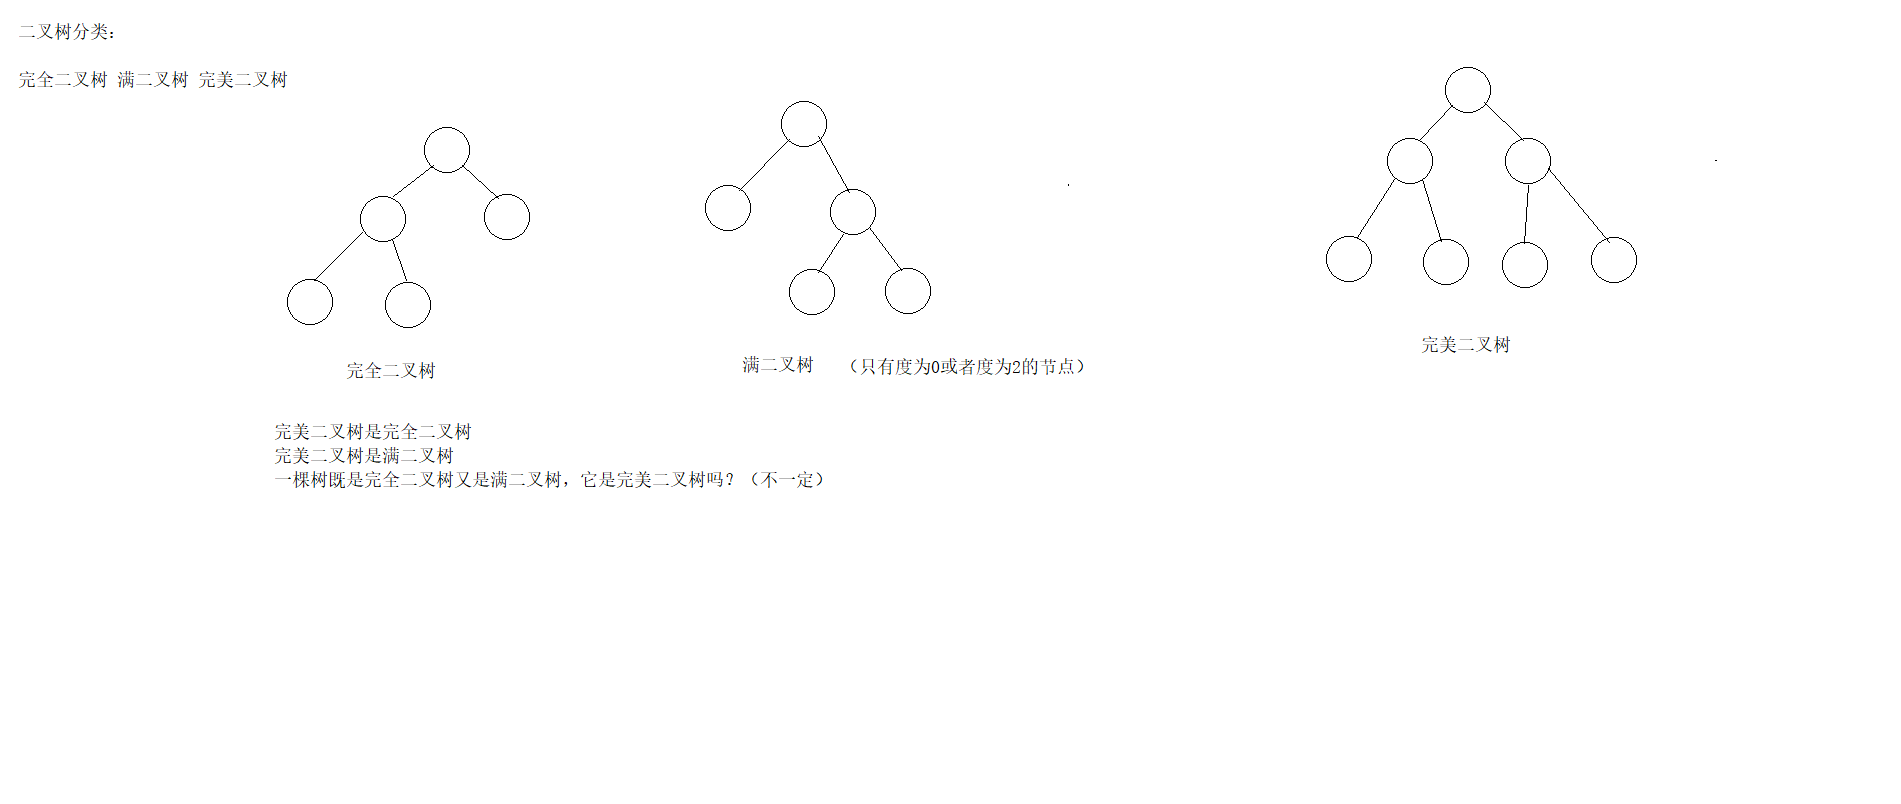 二叉树分类：
完全二叉树 满二叉树 完美二叉树
完全二叉树
满二叉树 （只有度为0或者度为2的节点）
完美二叉树
完美二叉树是完全二叉树
完美二叉树是满二叉树
一棵树既是完全二叉树又是满二叉树，它是完美二叉树吗？（不一定）